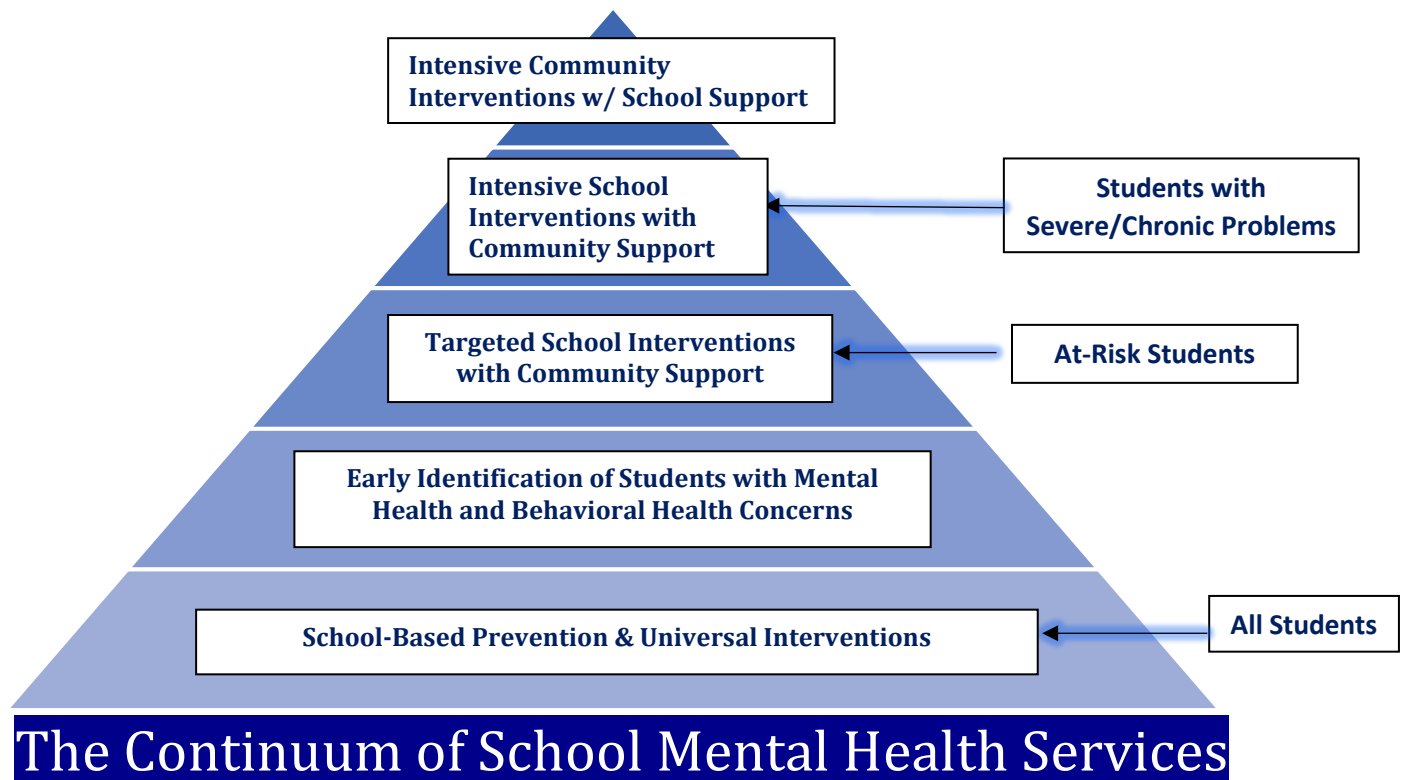 Intensive Community
Interventions w/ School Support
Intensive School
Interventions with
Community Support
Students with
Severe/Chronic Problems
Targeted School Interventions
with Community Support
At-Risk Students
Early Identification of Students with Mental
Health and Behavioral Health Concerns
School-Based Prevention & Universal Interventions
All Students
The Continuum of School Mental Health Services